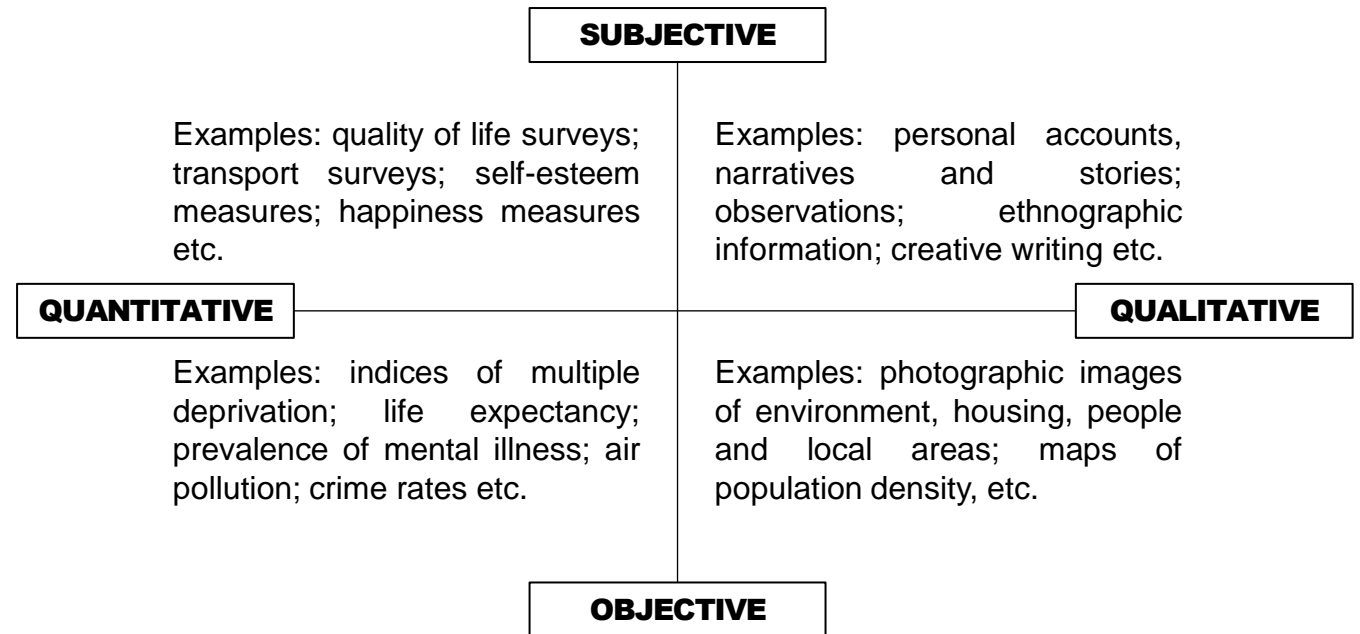 SUBJECTIVE
Examples: quality of life surveys;
transport surveys; self-esteem
measures; happiness measures
etc.
Examples: personal accounts,
narratives and stories;
observations; ethnographic
information; creative writing etc.
QUANTITATIVE
QUALITATIVE
Examples: indices of multiple
deprivation; life expectancy;
prevalence of mental illness; air
pollution; crime rates etc.
Examples: photographic images
of environment, housing, people
and local areas; maps of
population density, etc.
OBJECTIVE